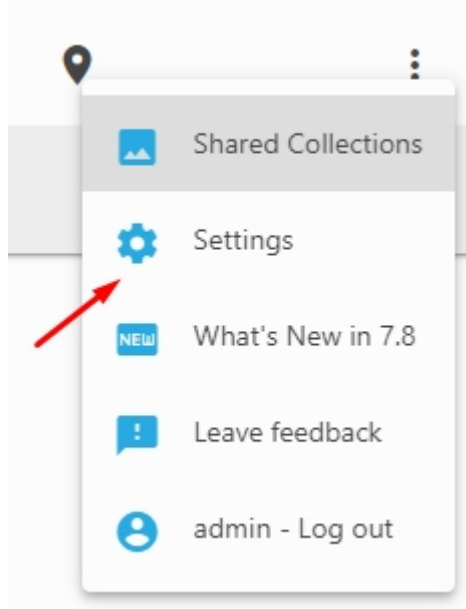 Shared Collections
Settings
NEW What's New in 7.8
Leave feedback
admin - Log out